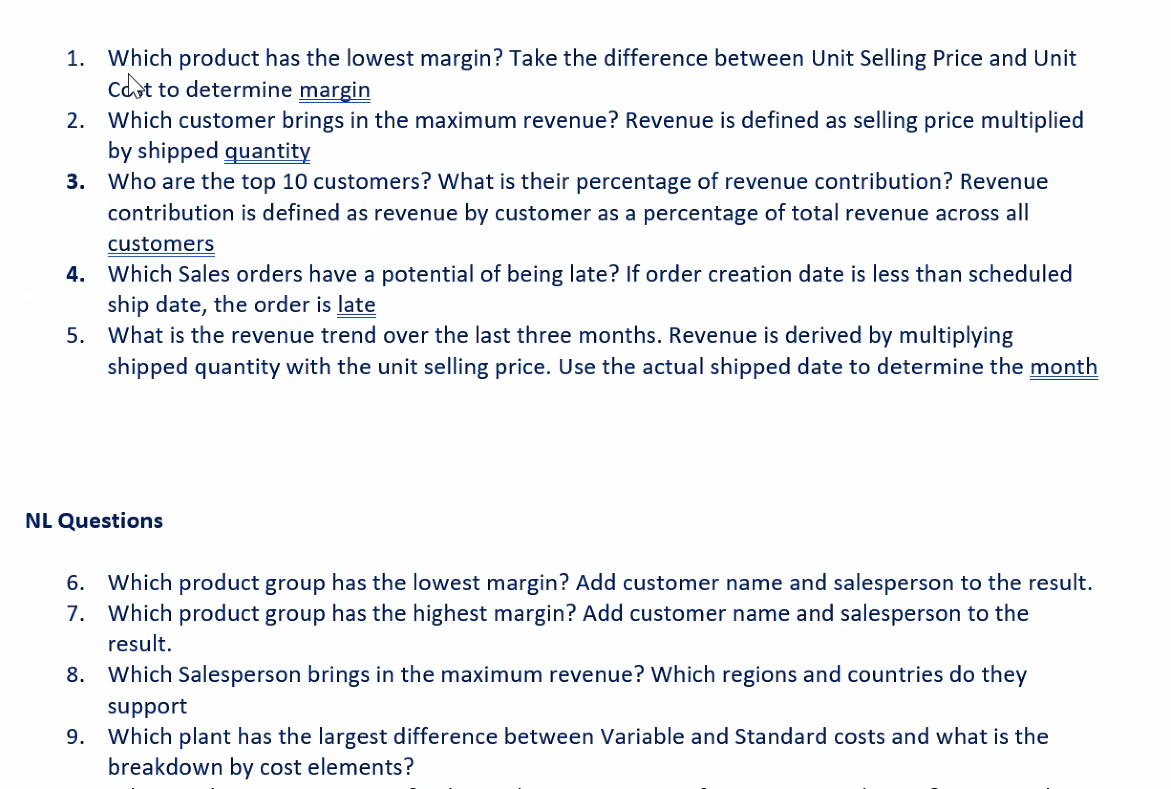 1. Which product has the lowest margin? Take the difference between Unit Selling Price and Unit
Cost to determine margin
2. Which customer brings in the maximum revenue? Revenue is defined as selling price multiplied
by shipped quantity
3. Who are the top 10 customers? What is their percentage of revenue contribution? Revenue
contribution is defined as revenue by customer as a percentage of total revenue across all
customers
4. Which Sales orders have a potential of being late? If order creation date is less than scheduled
ship date, the order is late
5. What is the revenue trend over the last three months. Revenue is derived by multiplying
shipped quantity with the unit selling price. Use the actual shipped date to determine the month
NL Questions
6. Which product group has the lowest margin? Add customer name and salesperson to the result.
7. Which product group has the highest margin? Add customer name and salesperson to the
result.
8. Which Salesperson brings in the maximum revenue? Which regions and countries do they
support
9. Which plant has the largest difference between Variable and Standard costs and what is the
breakdown by cost elements?